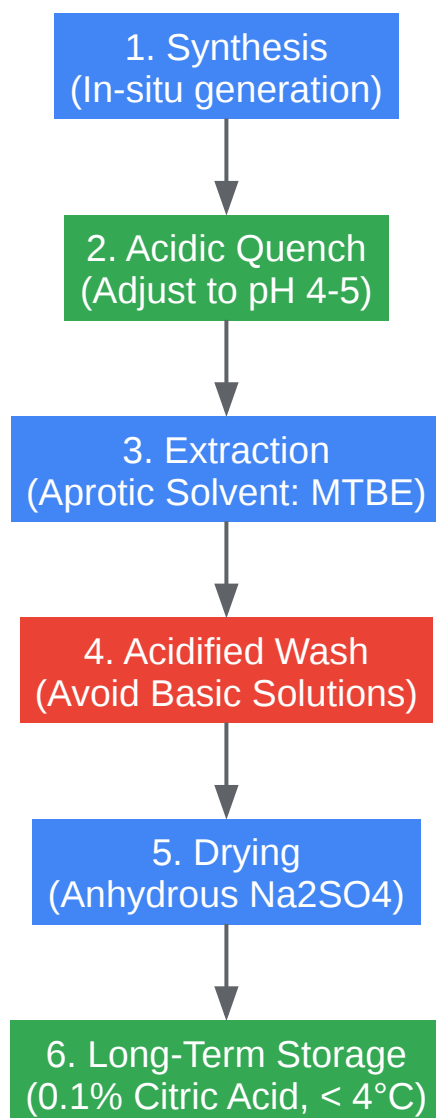 1. Synthesis
(In-situ generation)
2. Acidic Quench
(Adjust to pH 4-5)
3. Extraction
(Aprotic Solvent: MTBE)
4. Acidified Wash
(Avoid Basic Solutions)
5. Drying
(Anhydrous Na2SO4)
6. Long-Term Storage
(0.1% Citric Acid, < 4°C)